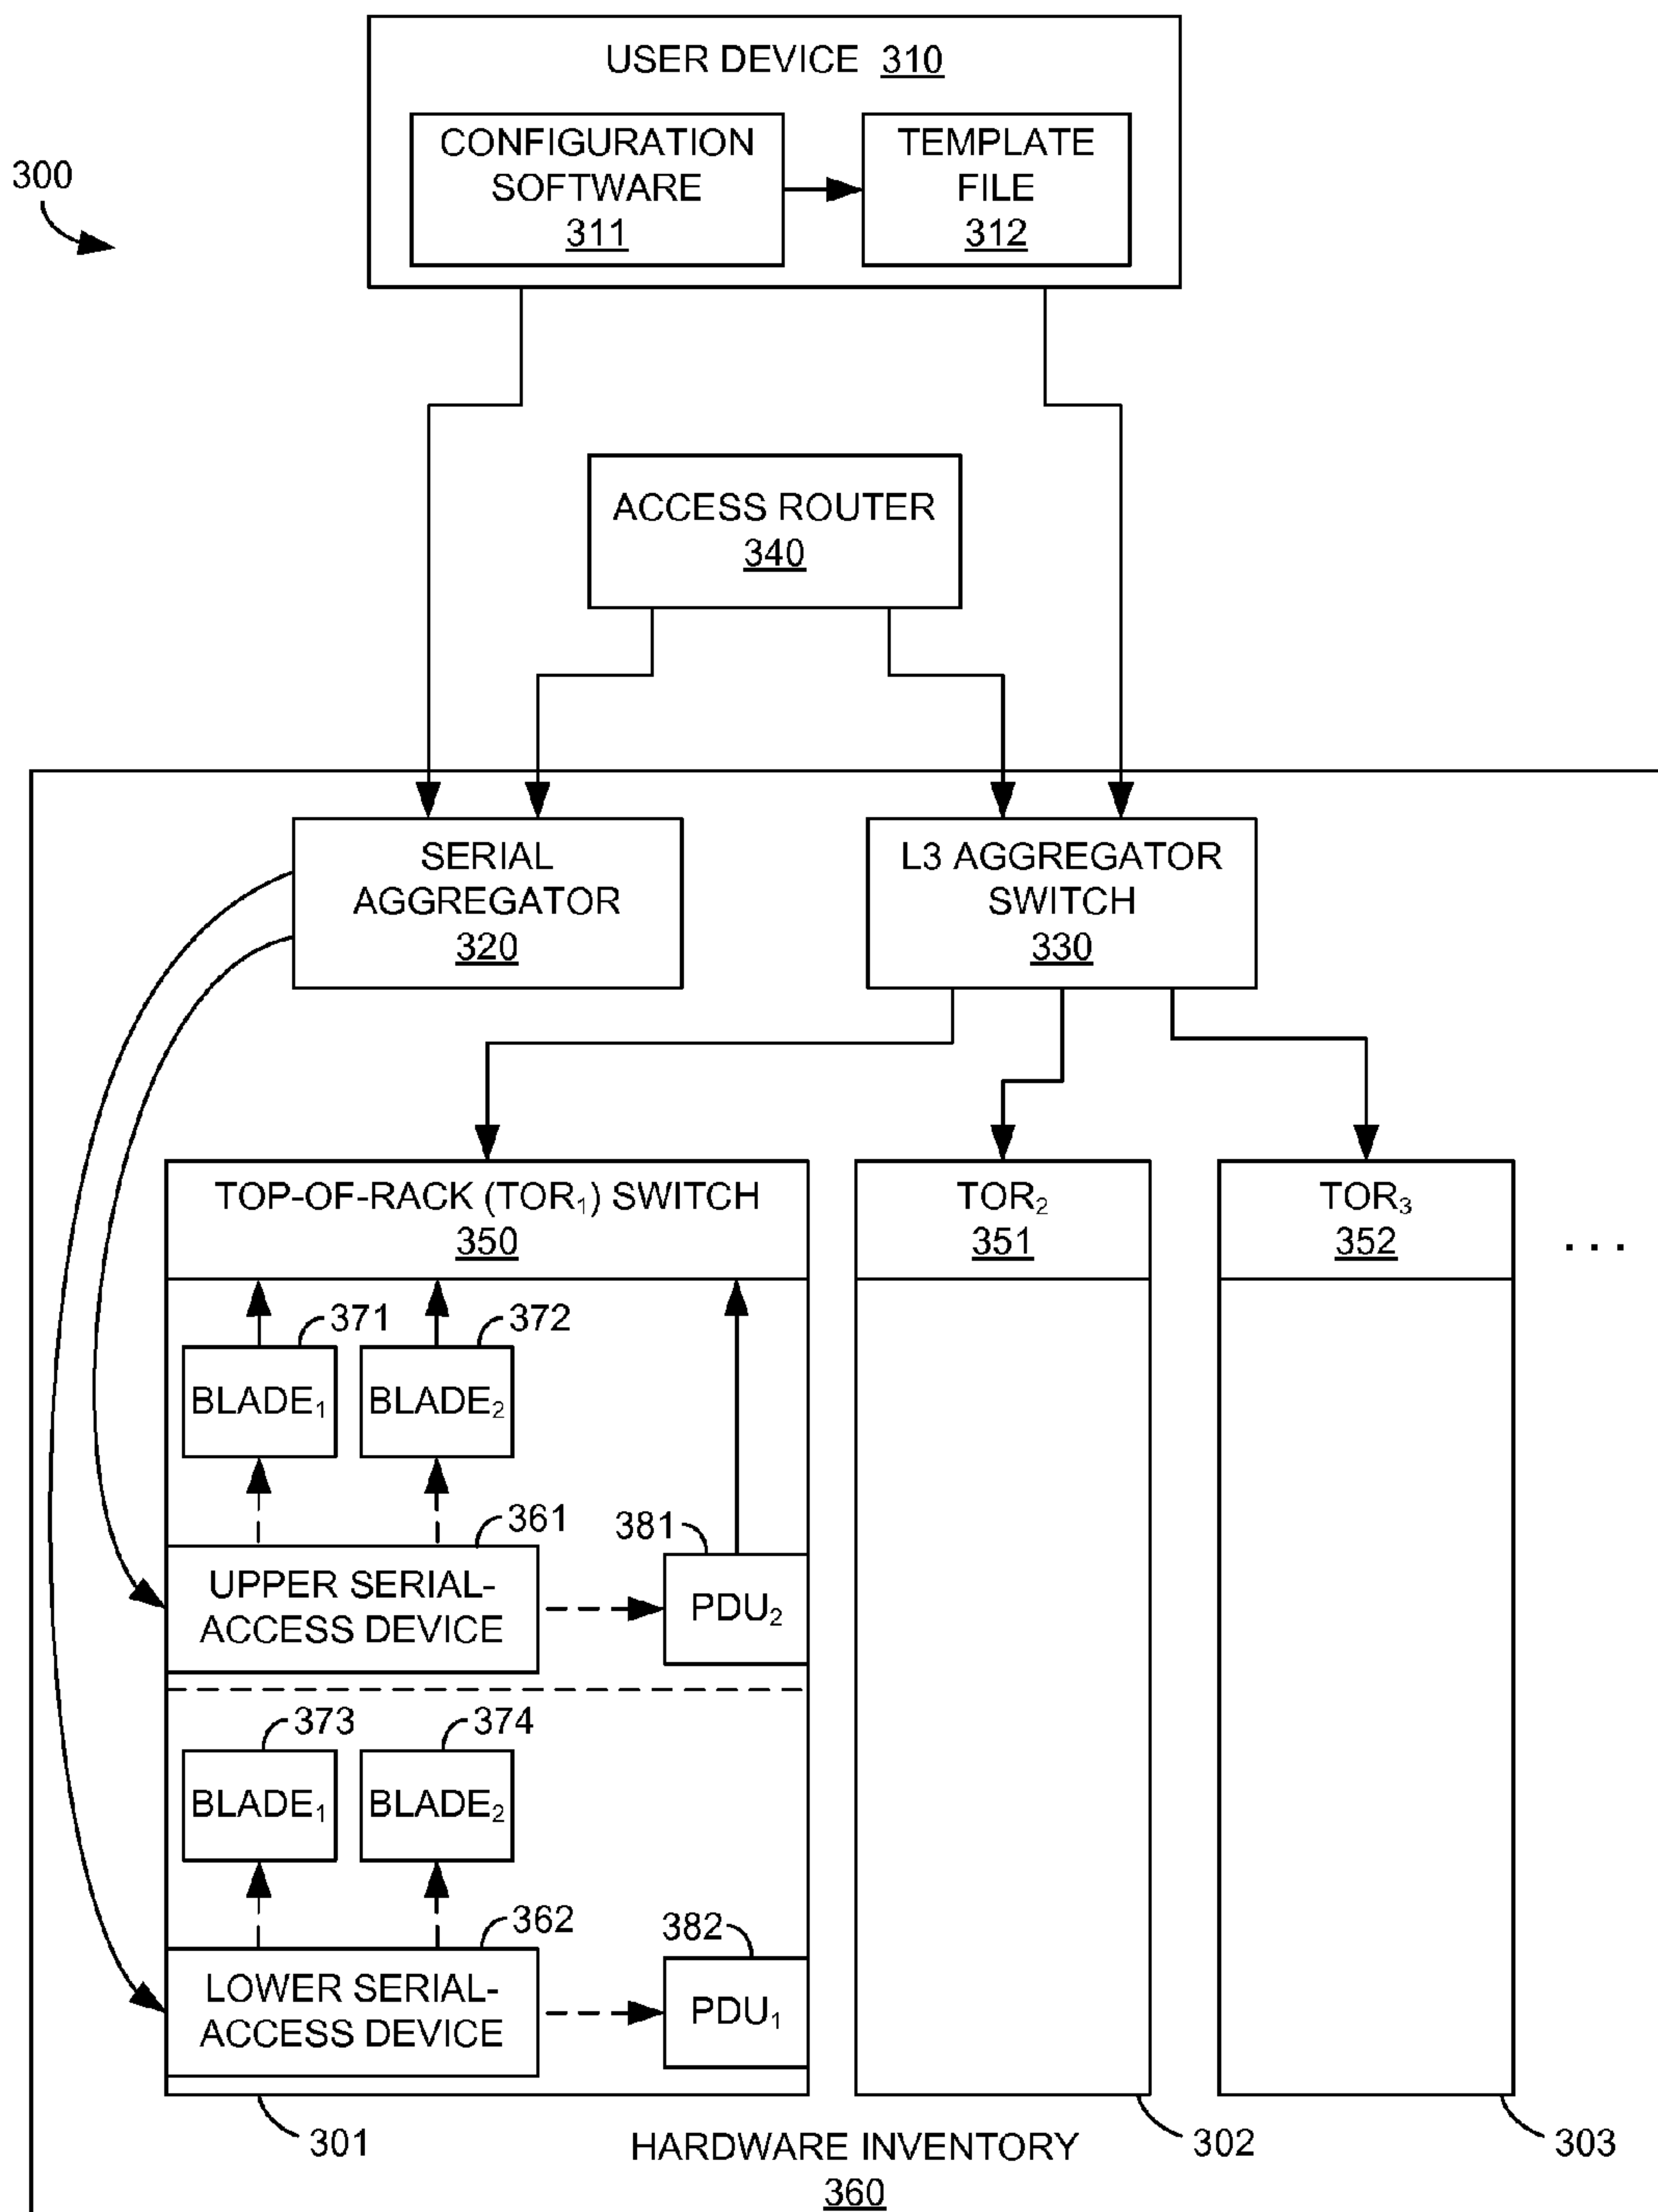 USER DEVICE 310
CONFIGURATION
SOFTWARE
311
TEMPLATE
FILE
312
300
ACCESS ROUTER
340
SERIAL
AGGREGATOR
320
L3 AGGREGATOR
SWITCH
330
TOP-OF-RACK (TOR₁) SWITCH
350
TOR₂
351
TOR₃
352
. . .
371
372
BLADE₁
BLADE₂
361
381
UPPER SERIAL-
ACCESS DEVICE
PDU₂
373
374
BLADE₁
BLADE₂
362
382
LOWER SERIAL-
ACCESS DEVICE
PDU₁
301
302
303
HARDWARE INVENTORY
360